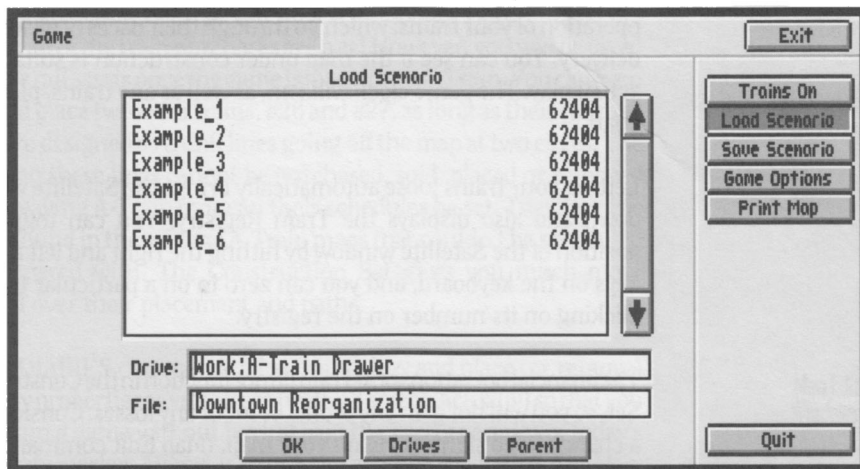 Game
Exit
Load Scenario
Example_1 62404
Example_2 62404
Example_3 62404
Example_4 62404
Example_5 62404
Example_6 62404
Drive: Work:A-Train Drawer
File: Downtown Reorganization
OK Drives Parent
Trains On
Load Scenario
Save Scenario
Game Options
Print Map
Quit